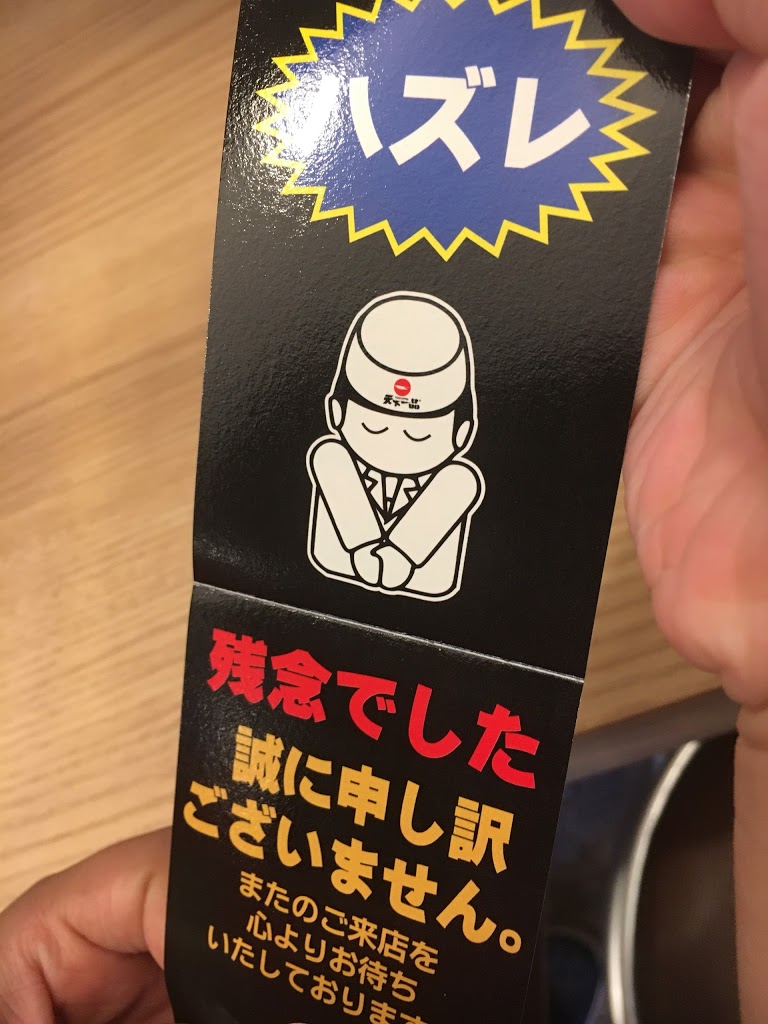 ハズレ
天下一品
残念でした
誠に申し訳
ございません。
またのご来店を
心よりお待ち
いたしております